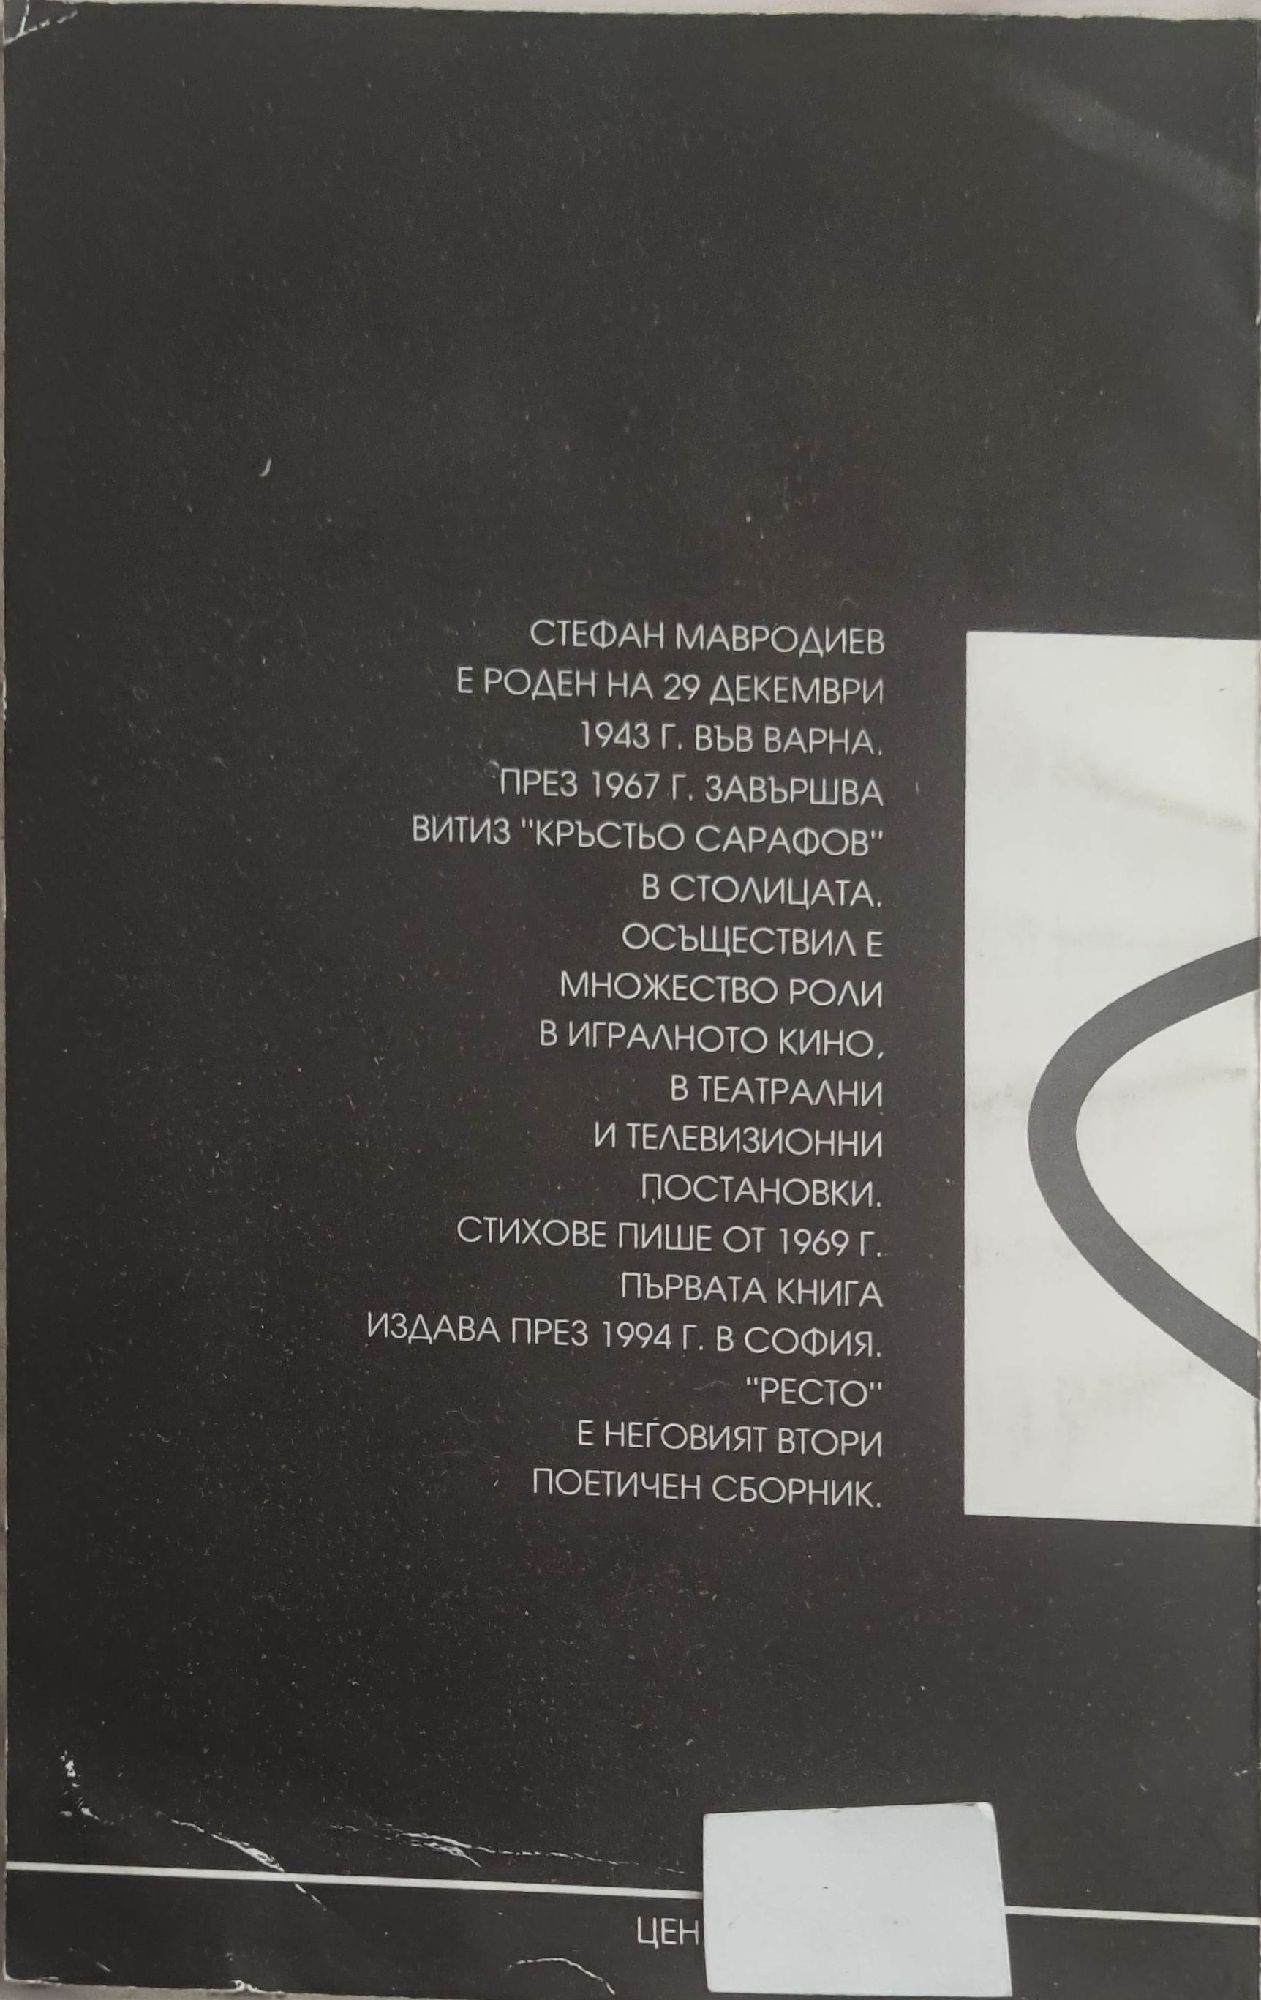 СТЕФАН МАВРОДИЕВ
Е РОДЕН НА 29 ДЕКЕМВРИ
1943 Г. ВЪВ ВАРНА.
ПРЕЗ 1967 Г. ЗАВЪРШВА
ВИТИЗ "КРЪСТЬО САРАФОВ"
В СТОЛИЦАТА.
ОСЪЩЕСТВИЛ Е
МНОЖЕСТВО РОЛИ
В ИГРАЛНОТО КИНО,
В ТЕАТРАЛНИ
И ТЕЛЕВИЗИОННИ
ПОСТАНОВКИ.
СТИХОВЕ ПИШЕ ОТ 1969 Г.
ПЪРВАТА КНИГА
ИЗДАВА ПРЕЗ 1994 Г. В СОФИЯ.
"РЕСТО"
Е НЕГОВИЯТ ВТОРИ
ПОЕТИЧЕН СБОРНИК.
ЦЕН